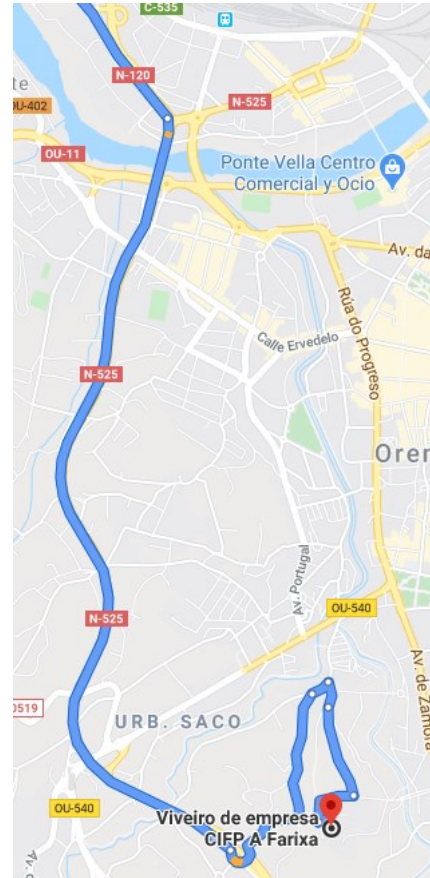 C-535
N-120
N-525
te
OU-402
OU-11
Ponte Vella Centro
Comercial y Ocio
Av. da
Rúa do Progreso
Calle Ervedelo
N-525
Oren
Av. Portugal
OU-540
N-525
Av. de Zamora
0519
URB. SACO
OU-540
Viveiro de empresa
CIFP A Farixa
Av. d